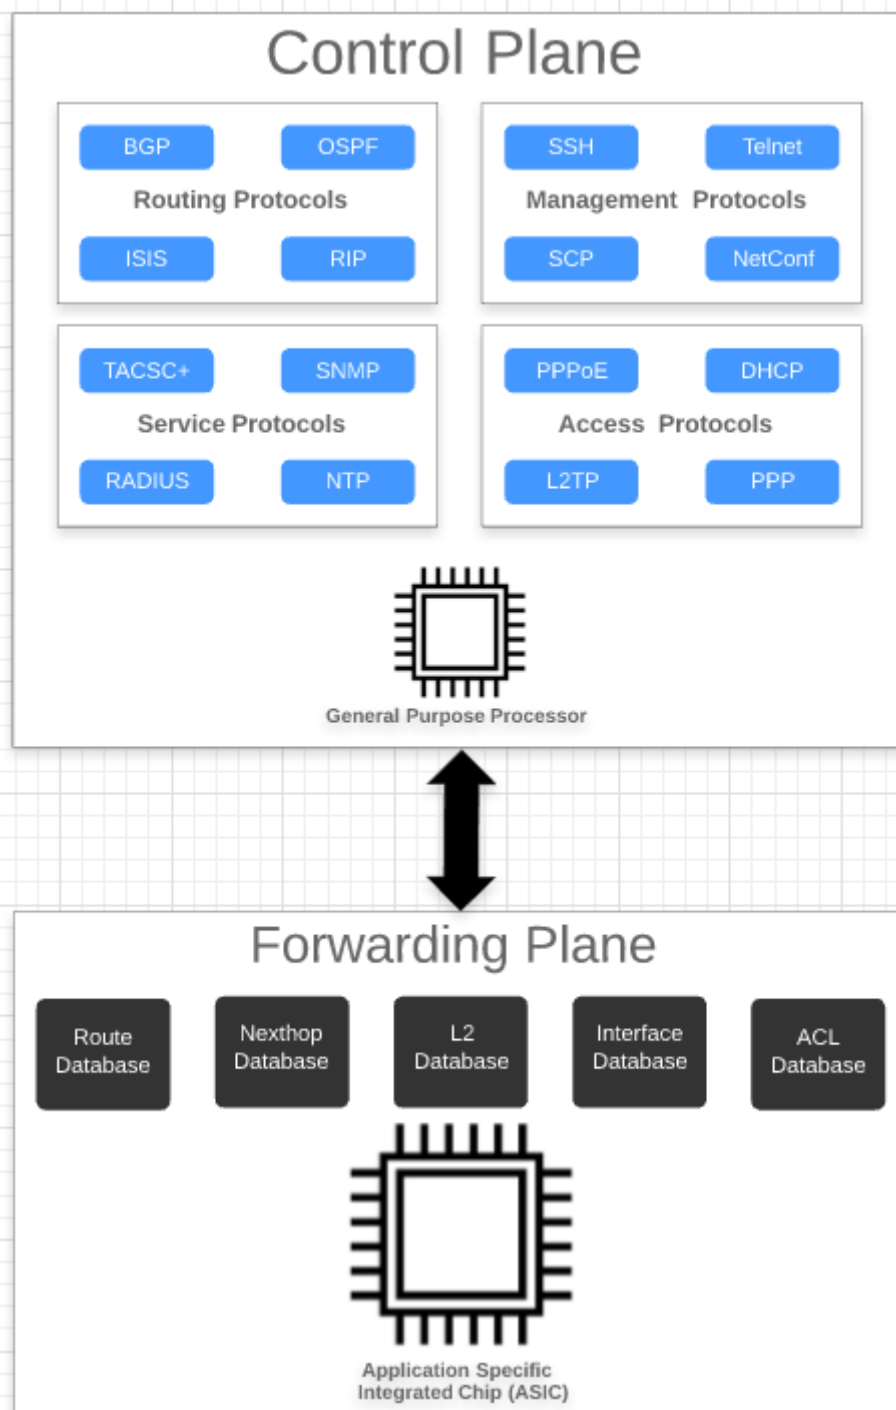 Control Plane
BGP
OSPF
Routing Protocols
ISIS
RIP
SSH
Telnet
Management Protocols
SCP
NetConf
TACSC+
SNMP
Service Protocols
RADIUS
NTP
PPPoE
DHCP
Access Protocols
L2TP
PPP
General Purpose Processor
Forwarding Plane
Route
Database
Nexthop
Database
L2
Database
Interface
Database
ACL
Database
Application Specific
Integrated Chip (ASIC)